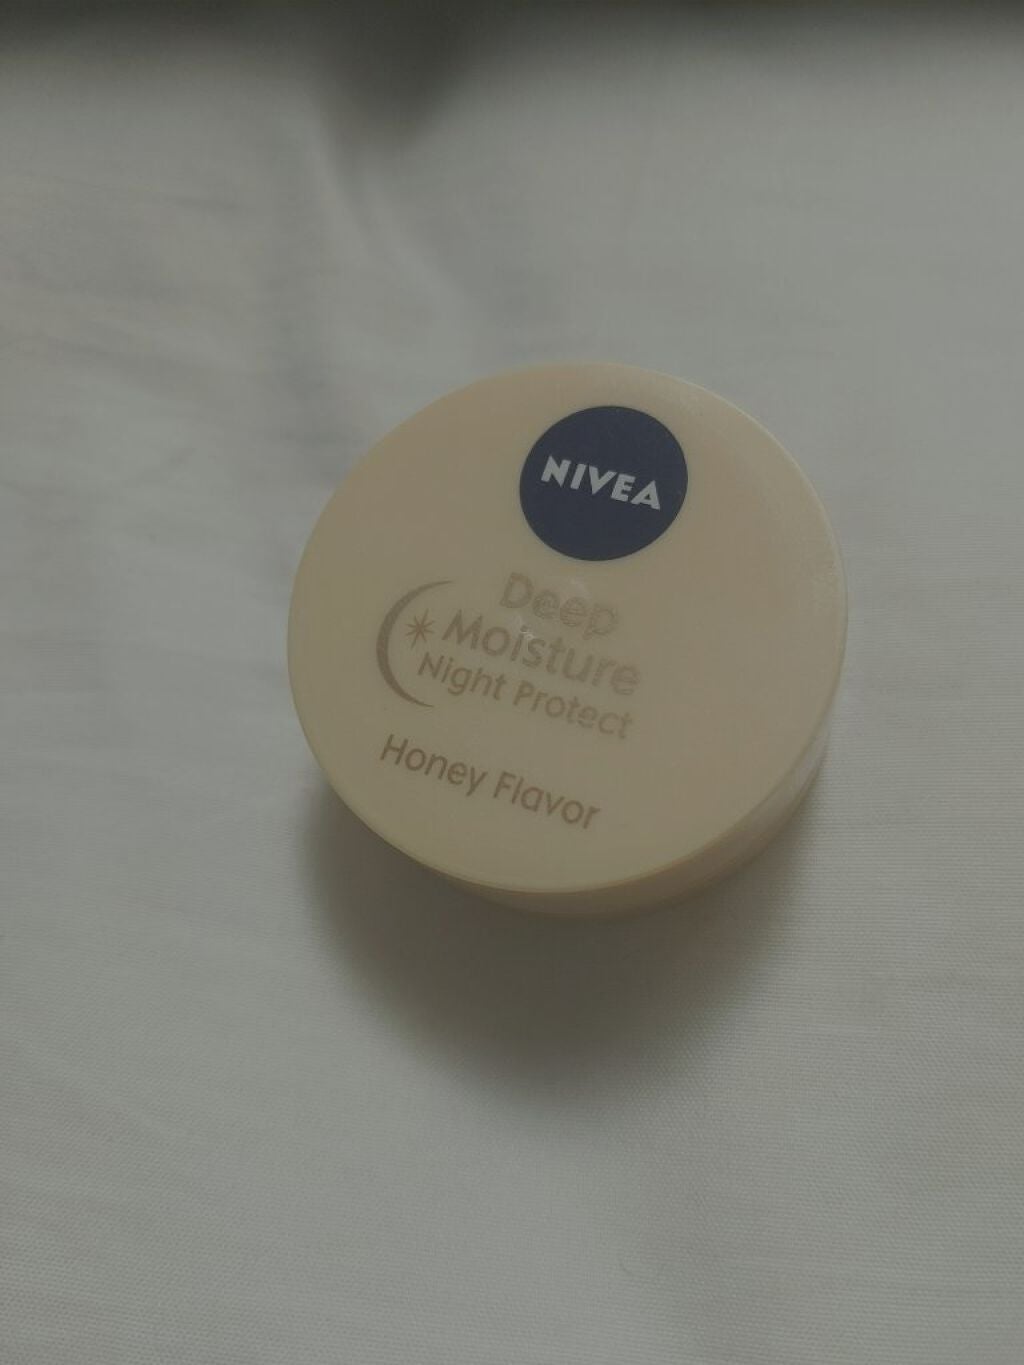 NIVEA
Deep
Moisture
Night Protect
Honey Flavor